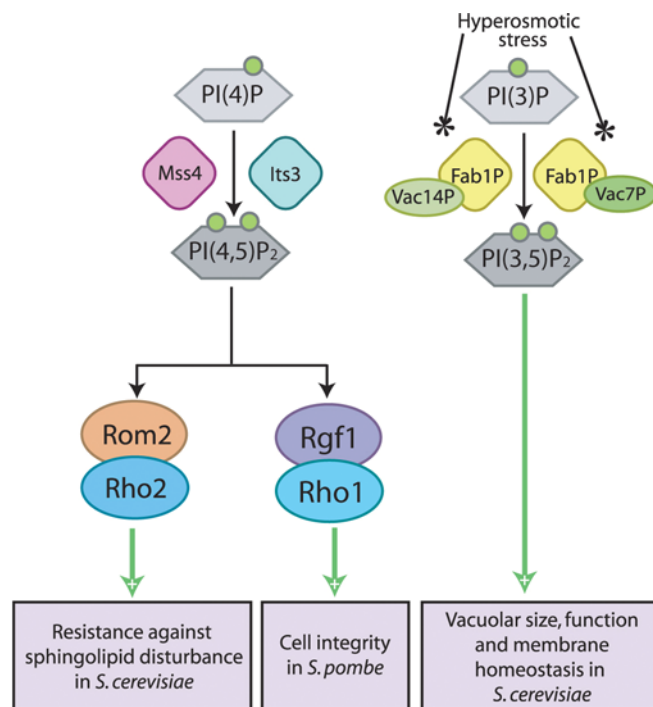 Hyperosmotic
stress
PI(4)P
PI(3)P
Mss4
Its3
Fab1P
Fab1P
Vac14P
Vac7P
PI(4,5)P₂
PI(3,5)P₂
Rom2
Rgf1
Rho2
Rho1
Resistance against
sphingolipid disturbance
in S. cerevisiae
Cell integrity
in S. pombe
Vacuolar size, function
and membrane
homeostasis in
S. cerevisiae